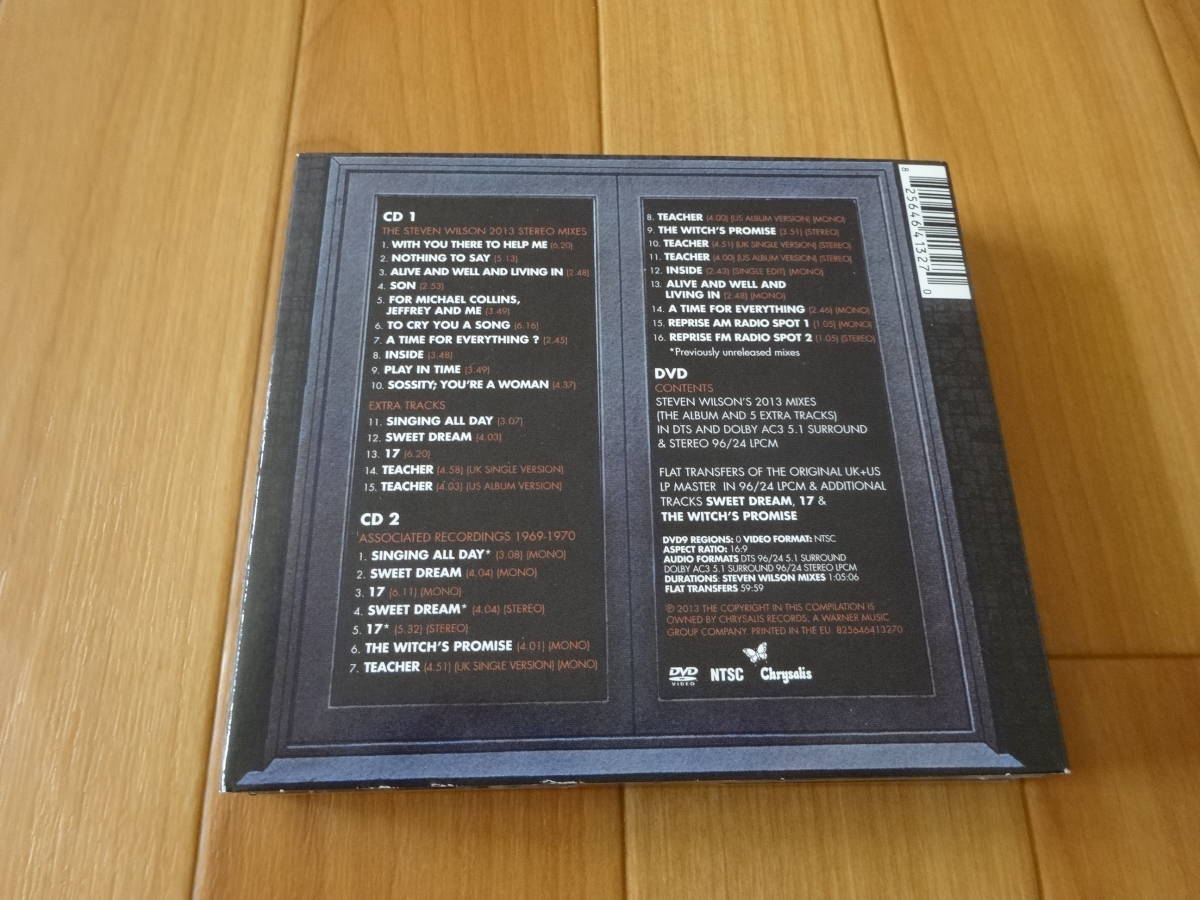 CD 1
THE STEVEN WILSON 2013 STEREO MIXES
1. WITH YOU THERE TO HELP ME (6.20)
2. NOTHING TO SAY (5.13)
3. ALIVE AND WELL AND LIVING IN (2.48)
4. SON (2.53)
5. FOR MICHAEL COLLINS,
JEFFREY AND ME (3.49)
6. TO CRY YOU A SONG (6.16)
7. A TIME FOR EVERYTHING ? (2.45)
8. INSIDE (3.48)
9. PLAY IN TIME (3.49)
10. SOSSITY; YOU'RE A WOMAN (4.37)
EXTRA TRACKS
11. SINGING ALL DAY (3.07)
12. SWEET DREAM (4.03)
13. 17 (6.20)
14. TEACHER (4.58) (UK SINGLE VERSION)
15. TEACHER (4.03) (US ALBUM VERSION)
CD 2
ASSOCIATED RECORDINGS 1969-1970
1. SINGING ALL DAY* (3.08) (MONO)
2. SWEET DREAM (4.04) (MONO)
3. 17 (6.11) (MONO)
4. SWEET DREAM* (4.04) (STEREO)
5. 17* (5.32) (STEREO)
6. THE WITCH'S PROMISE (4.01) (MONO)
7. TEACHER (4.51) (UK SINGLE VERSION) (MONO)
8. TEACHER (4.00) (US ALBUM VERSION) (MONO)
9. THE WITCH'S PROMISE (3.51) (STEREO)
10. TEACHER (4.51) (UK SINGLE VERSION) (STEREO)
11. TEACHER (4.00) (US ALBUM VERSION) (STEREO)
12. INSIDE (2.43) (SINGLE EDIT) (MONO)
13. ALIVE AND WELL AND
LIVING IN (2.48) (MONO)
14. A TIME FOR EVERYTHING (2.46) (MONO)
15. REPRISE AM RADIO SPOT 1 (1.05) (MONO)
16. REPRISE FM RADIO SPOT 2 (1.05) (STEREO)
*Previously unreleased mixes
DVD
CONTENTS
STEVEN WILSON'S 2013 MIXES
(THE ALBUM AND 5 EXTRA TRACKS)
IN DTS AND DOLBY AC3 5.1 SURROUND
& STEREO 96/24 LPCM
FLAT TRANSFERS OF THE ORIGINAL UK+US
LP MASTER IN 96/24 LPCM & ADDITIONAL
TRACKS SWEET DREAM, 17 &
THE WITCH'S PROMISE
DVD9 REGIONS: 0 VIDEO FORMAT: NTSC
ASPECT RATIO: 16:9
AUDIO FORMATS DTS 96/24 5.1 SURROUND
DOLBY AC3 5.1 SURROUND 96/24 STEREO LPCM
DURATIONS: STEVEN WILSON MIXES 1:05:06
FLAT TRANSFERS 59:59
℗ 2013 THE COPYRIGHT IN THIS COMPILATION IS
OWNED BY CHRYSALIS RECORDS, A WARNER MUSIC
GROUP COMPANY. PRINTED IN THE EU 825646413270
DVD VIDEO NTSC Chrysalis
8 25646 41327 0